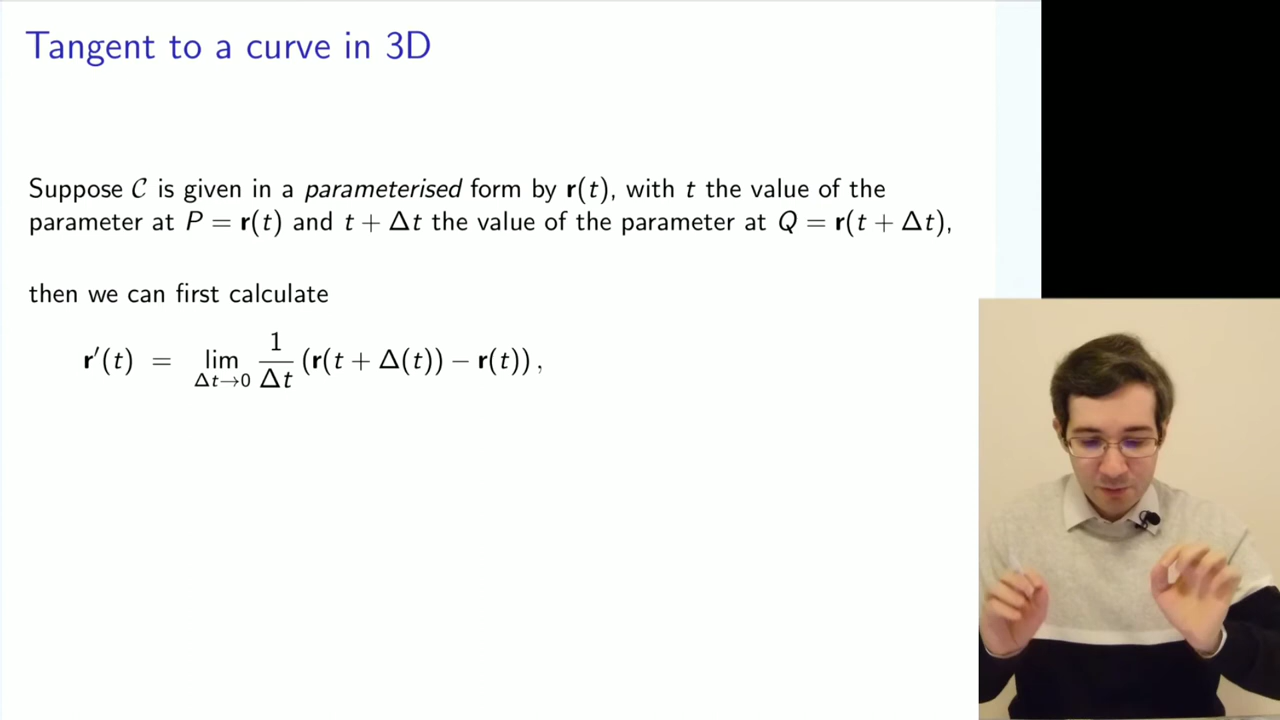 Tangent to a curve in 3D
Suppose 𝒞 is given in a parameterised form by r(t), with t the value of the
parameter at P = r(t) and t + Δt the value of the parameter at Q = r(t + Δt),
then we can first calculate
r′(t) = lim_{Δt→0} 1/Δt (r(t + Δ(t)) − r(t)),